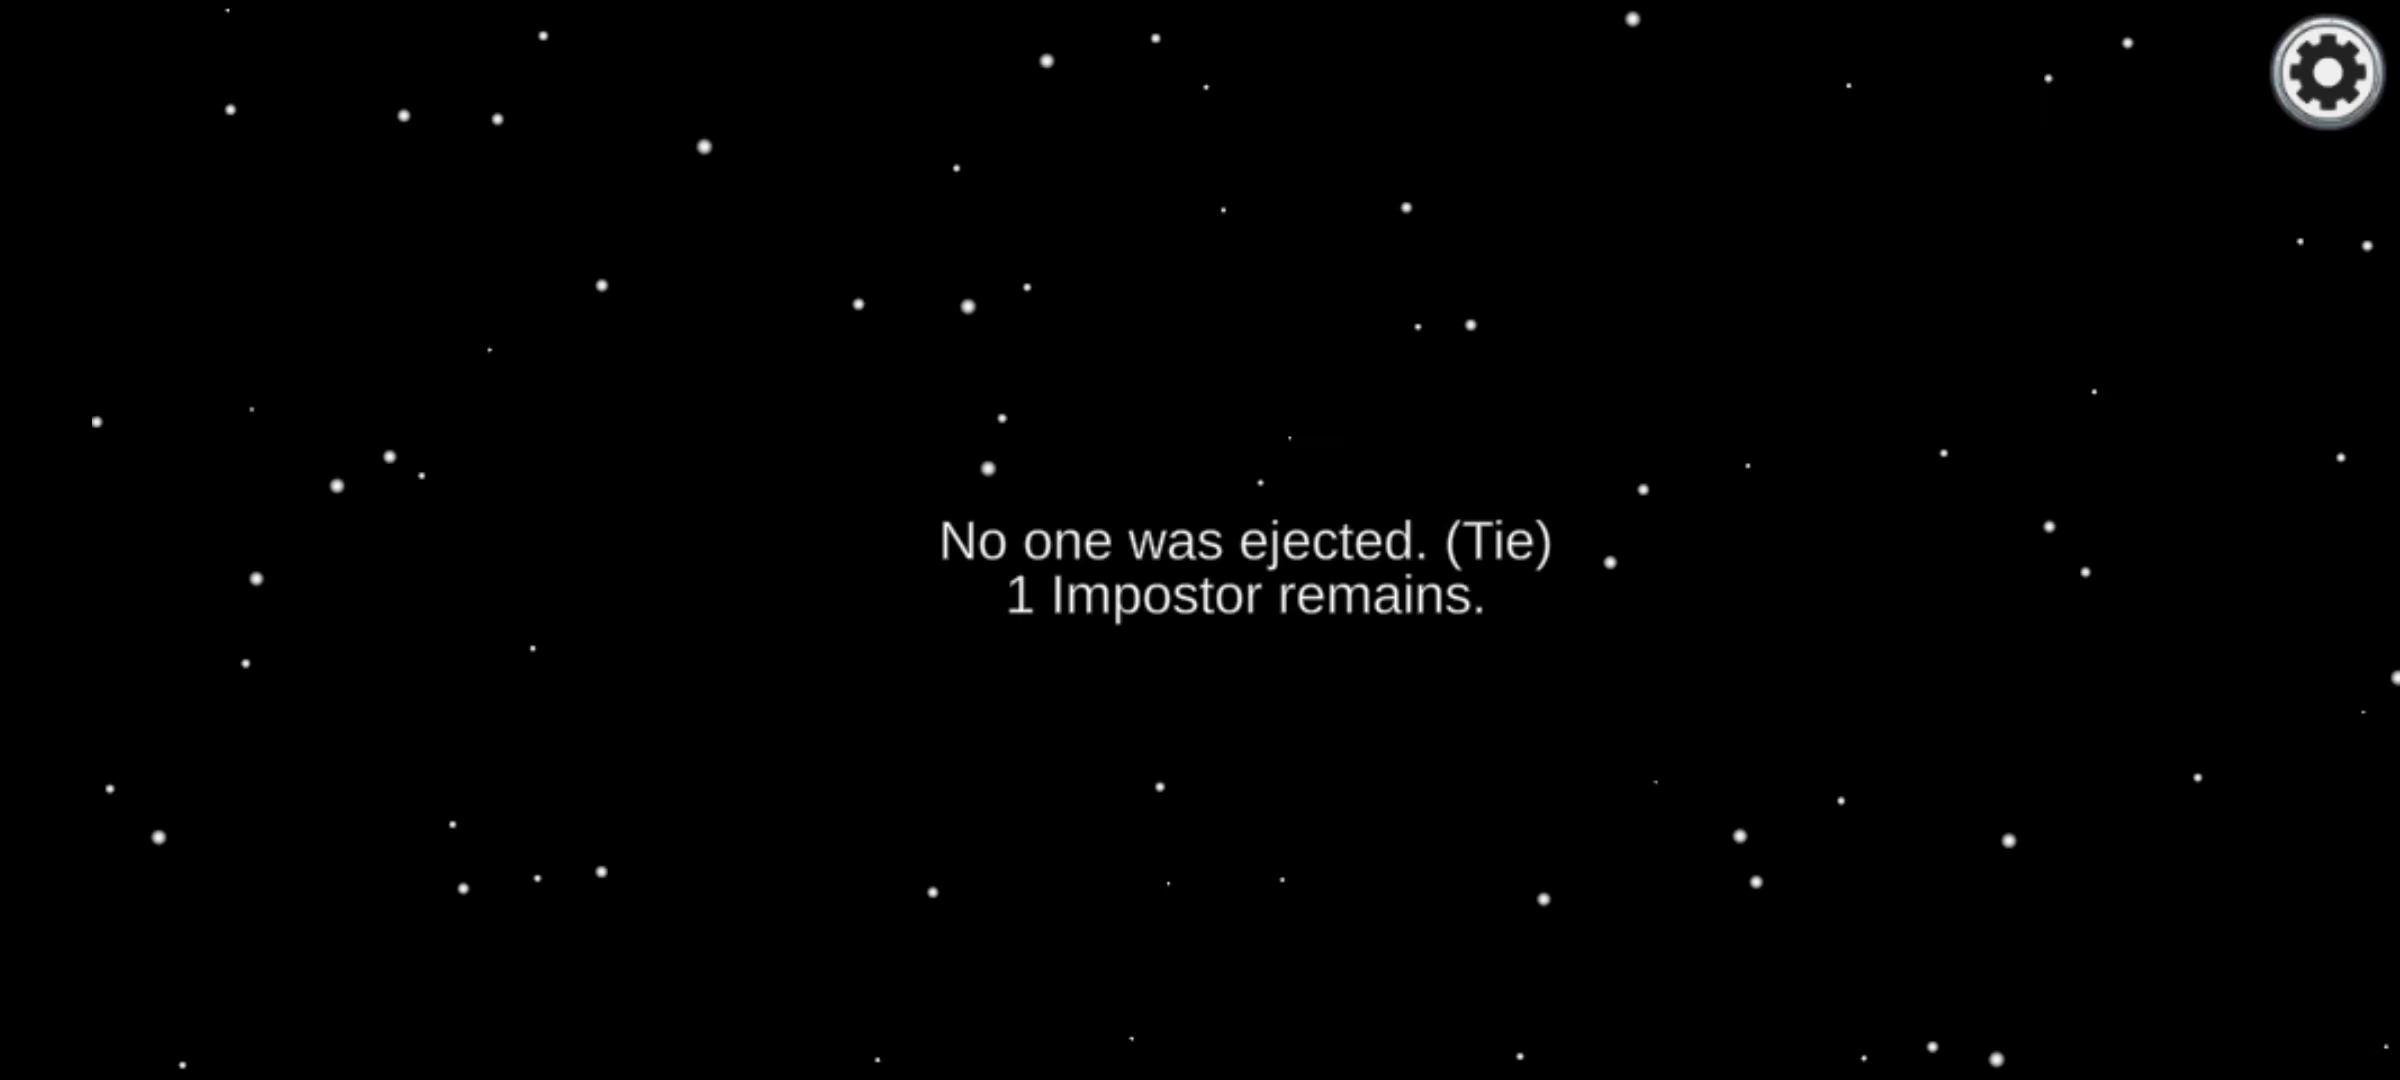 No one was ejected. (Tie)
1 Impostor remains.